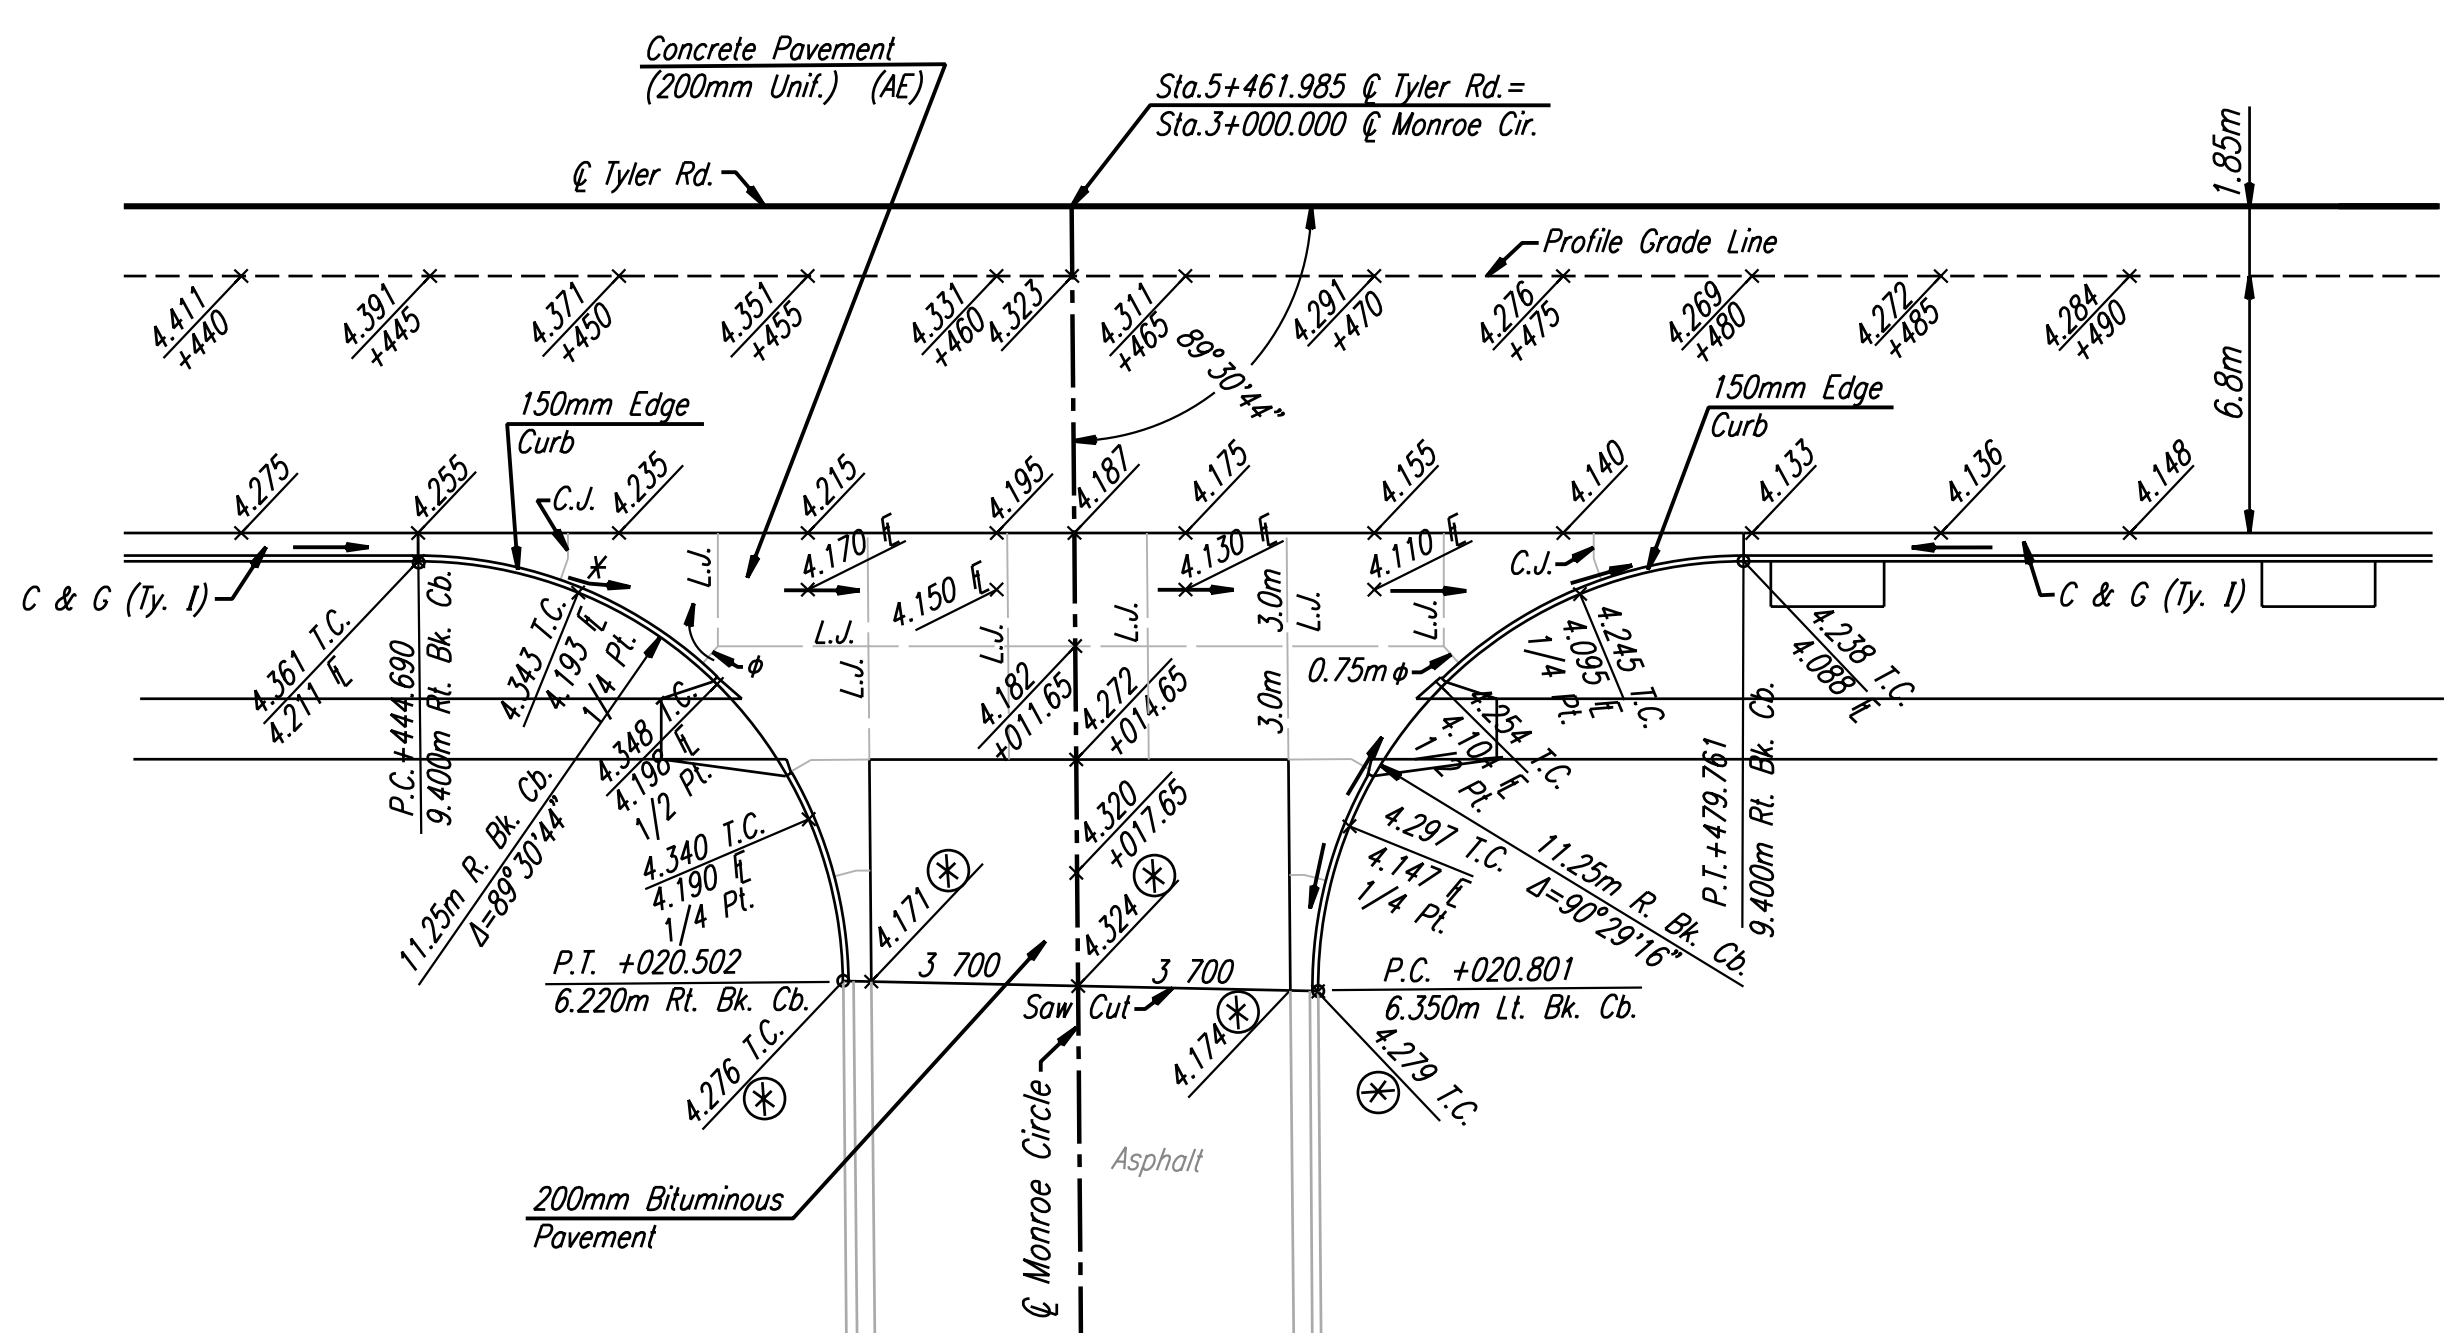 Concrete Pavement
(200mm Unif.) (AE)
Sta.5+461.985 ℄ Tyler Rd.=
Sta.3+000.000 ℄ Monroe Cir.
℄ Tyler Rd.
1.85m
Profile Grade Line
4.411
+440
4.391
+445
4.371
+450
4.351
+455
4.331
+460
4.323
4.311
+465
4.291
+470
4.276
+475
4.269
+480
4.272
+485
4.284
+490
89°30'44"
6.8m
150mm Edge
Curb
150mm Edge
Curb
4.275
4.255
C.J.
4.235
4.215
4.195
4.187
4.175
4.155
4.140
4.133
4.136
4.148
C & G (Ty. I)
*
L.J.
4.170 FL
4.150 FL
4.130 FL
4.110 FL
C.J.
C & G (Ty. I)
L.J.
L.J.
L.J.
L.J.
3.0m
L.J.
L.J.
3.0m
ϕ
0.75m ϕ
4.361 T.C.
4.211 FL
P.C.+444.690
9.400m Rt. Bk. Cb.
4.343 T.C.
4.193 FL
1/4 Pt.
4.348 T.C.
4.198 FL
1/2 Pt.
4.340 T.C.
4.190 FL
1/4 Pt.
11.25m R. Bk. Cb.
Δ=89°30'44"
4.182
+011.65
4.272
+014.65
4.320
+017.65
4.245 T.C.
4.095 FL
1/4 Pt.
4.238 T.C.
4.088 FL
4.254 T.C.
4.104 FL
1/2 Pt.
4.297 T.C.
4.147 FL
1/4 Pt.
11.25m R. Bk. Cb.
Δ=90°29'16"
P.T.+479.761
9.400m Rt. Bk. Cb.
4.171 *
4.324 *
P.T. +020.502
6.220m Rt. Bk. Cb.
3 700
3 700
P.C. +020.801
6.350m Lt. Bk. Cb.
Saw Cut
4.276 T.C. *
4.174 *
4.279 T.C. *
Asphalt
200mm Bituminous
Pavement
℄ Monroe Circle